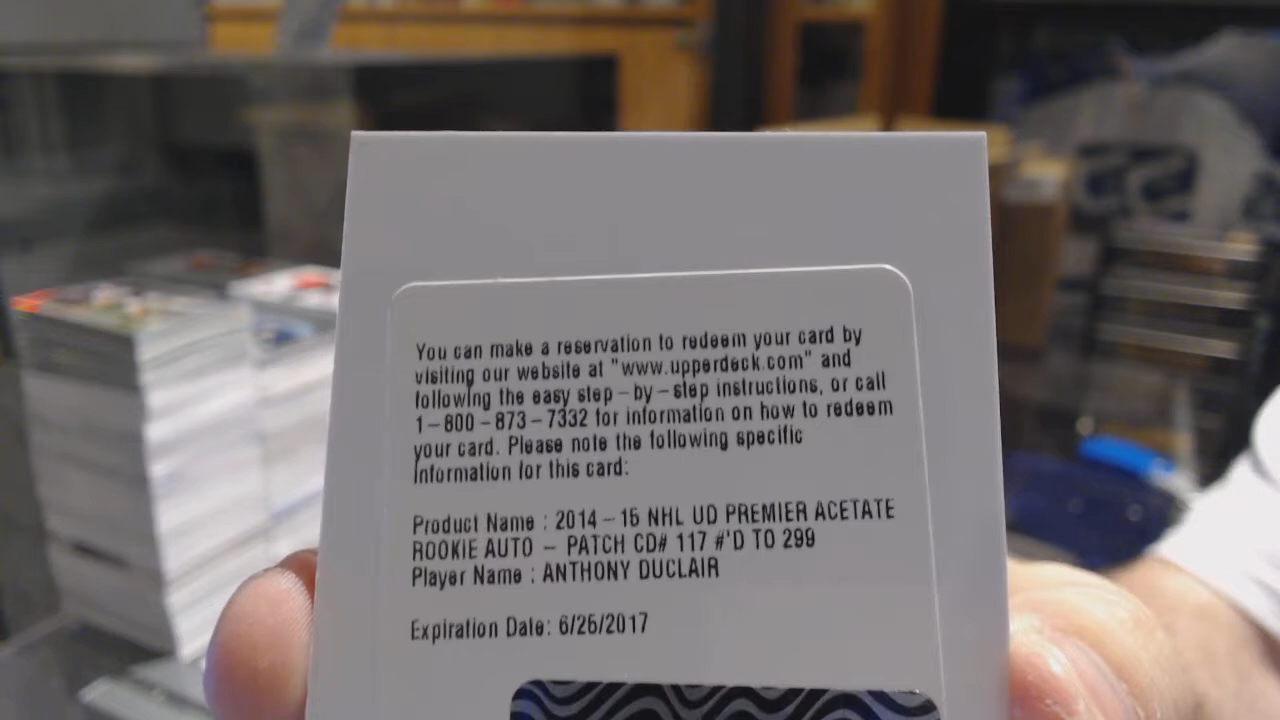 You can make a reservation to redeem your card by
visiting our website at "www.upperdeck.com" and
following the easy step-by-step instructions, or call
1-800-873-7332 for information on how to redeem
your card. Please note the following specific
information for this card:
Product Name : 2014-15 NHL UD PREMIER ACETATE
ROOKIE AUTO - PATCH CD# 117 #'D TO 299
Player Name : ANTHONY DUCLAIR
Expiration Date: 6/25/2017